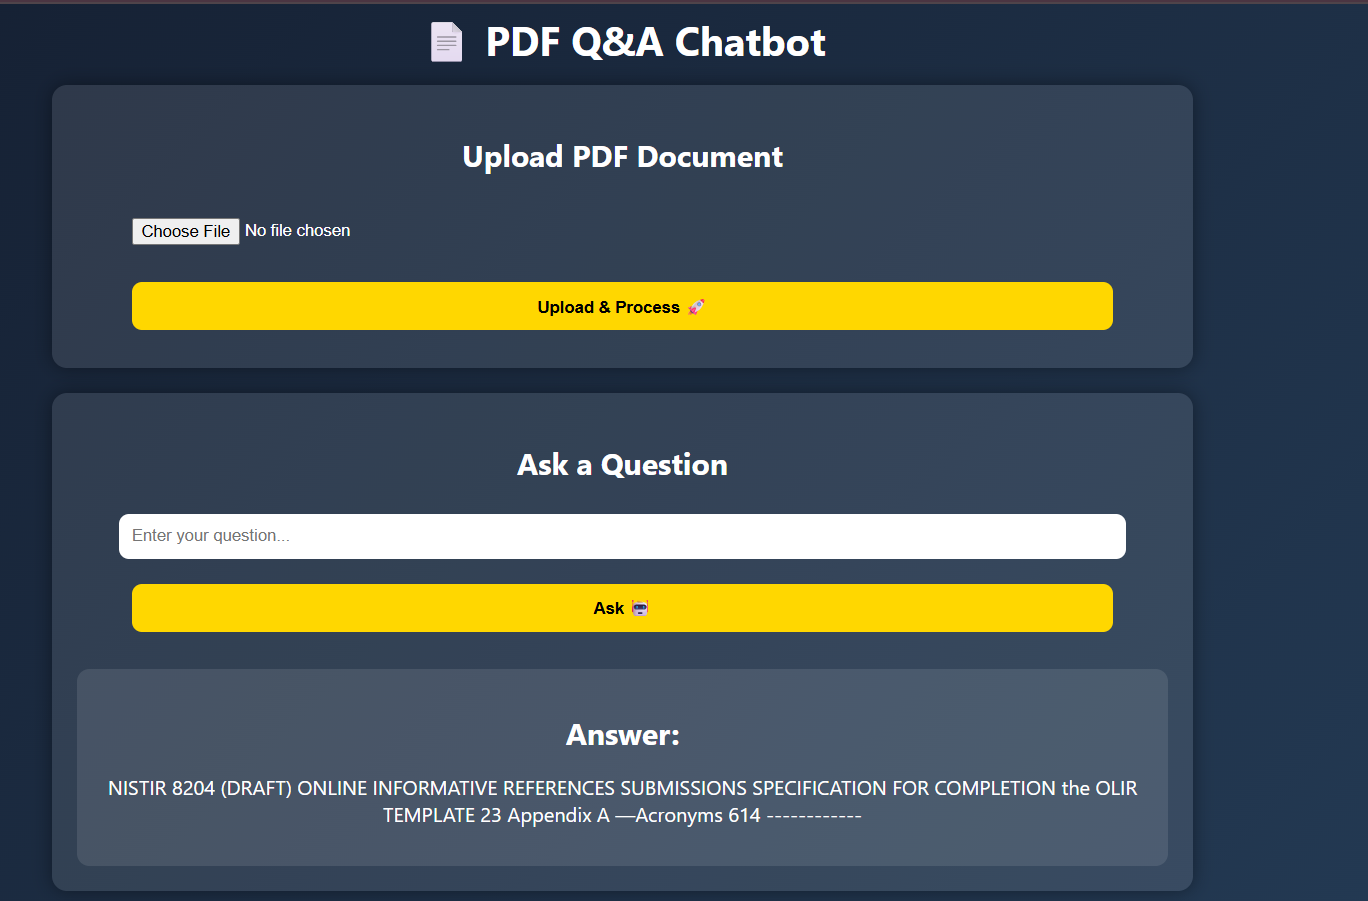 PDF Q&A Chatbot
Upload PDF Document
Choose File No file chosen
Upload & Process 🚀
Ask a Question
Enter your question...
Ask 🤖
Answer:
NISTIR 8204 (DRAFT) ONLINE INFORMATIVE REFERENCES SUBMISSIONS SPECIFICATION FOR COMPLETION the OLIR
TEMPLATE 23 Appendix A —Acronyms 614 ------------